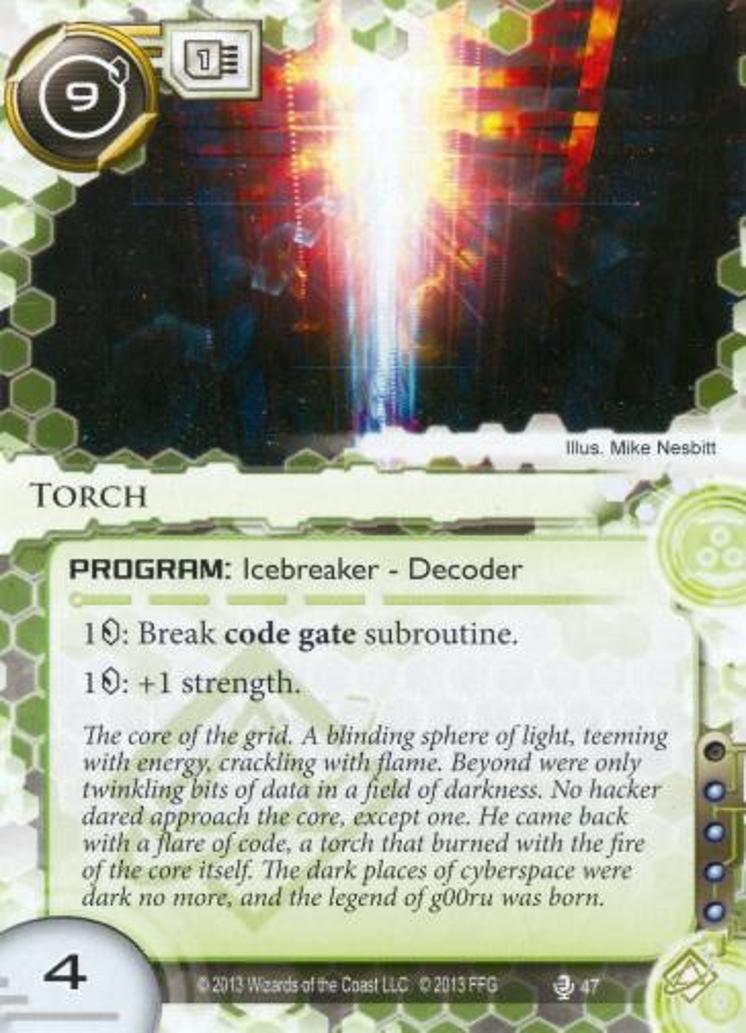 9
1
Illus. Mike Nesbitt
TORCH
PROGRAM: Icebreaker - Decoder
1: Break code gate subroutine.
1: +1 strength.
The core of the grid. A blinding sphere of light, teeming
with energy, crackling with flame. Beyond were only
twinkling bits of data in a field of darkness. No hacker
dared approach the core, except one. He came back
with a flare of code, a torch that burned with the fire
of the core itself. The dark places of cyberspace were
dark no more, and the legend of g00ru was born.
4
© 2013 Wizards of the Coast LLC © 2013 FFG 47